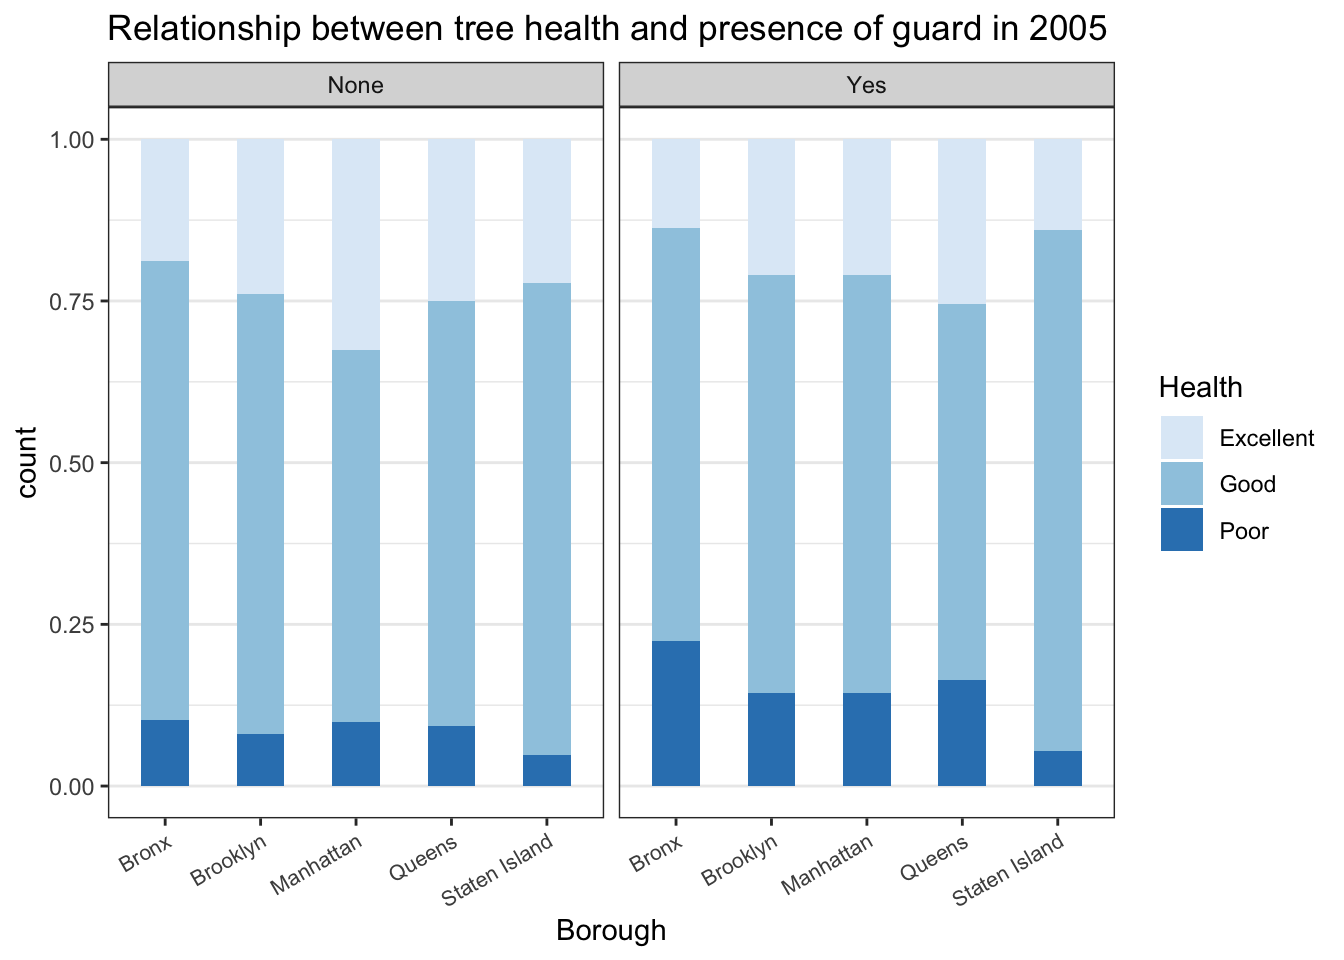 Relationship between tree health and presence of guard in 2005
None
Yes
1.00
0.75
0.50
0.25
0.00
count
Bronx
Brooklyn
Manhattan
Queens
Staten Island
Bronx
Brooklyn
Manhattan
Queens
Staten Island
Borough
Health
Excellent
Good
Poor